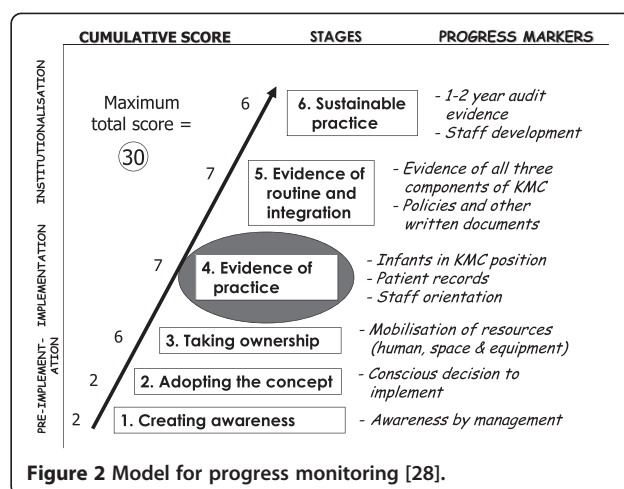 CUMULATIVE SCORE STAGES PROGRESS MARKERS
INSTITUTIONALISATION
IMPLEMENTATION
PRE-IMPLEMENT-
ATION
Maximum
total score =
30
6
7
7
6
2
2
6. Sustainable
practice
- 1-2 year audit
evidence
- Staff development
5. Evidence of
routine and
integration
- Evidence of all three
components of KMC
- Policies and other
written documents
4. Evidence of
practice
- Infants in KMC position
- Patient records
- Staff orientation
3. Taking ownership
- Mobilisation of resources
(human, space & equipment)
2. Adopting the concept
- Conscious decision to
implement
1. Creating awareness
- Awareness by management
Figure 2 Model for progress monitoring [28].